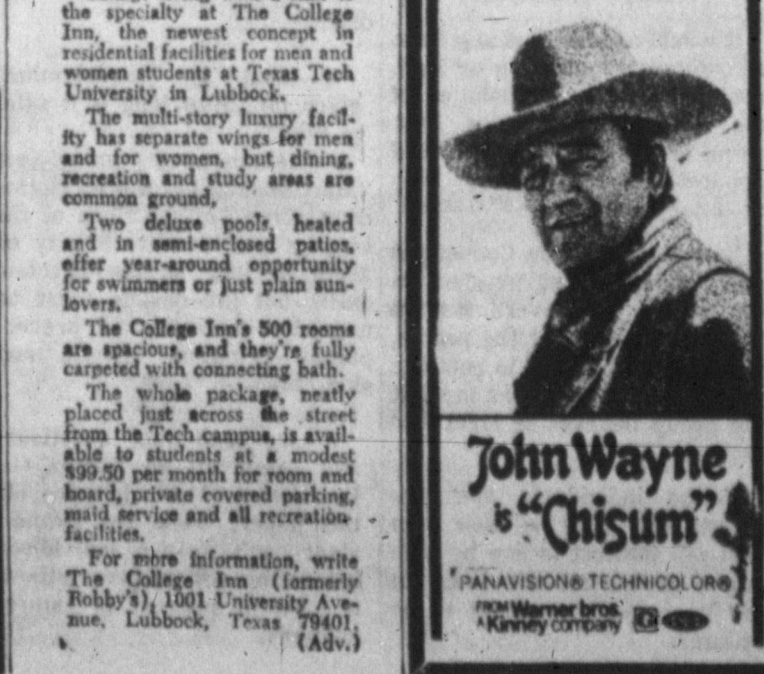 the specialty at The College
Inn, the newest concept in
residential facilities for men and
women students at Texas Tech
University in Lubbock.
The multi-story luxury facil-
ity has separate wings for men
and for women, but dining,
recreation and study areas are
common ground.
Two deluxe pools, heated
and in semi-enclosed patios,
offer year-around opportunity
for swimmers or just plain sun-
lovers.
The College Inn's 500 rooms
are spacious, and they're fully
carpeted with connecting bath.
The whole package, neatly
placed just across the street
from the Tech campus, is avail-
able to students at a modest
$99.50 per month for room and
board, private covered parking,
maid service and all recreation
facilities.
For more information, write
The College Inn (formerly
Robby's), 1001 University Ave-
nue, Lubbock, Texas 79401.
(Adv.)
John Wayne
is "Chisum"
PANAVISION® TECHNICOLOR®
FROM Warner bros.
A Kinney company G